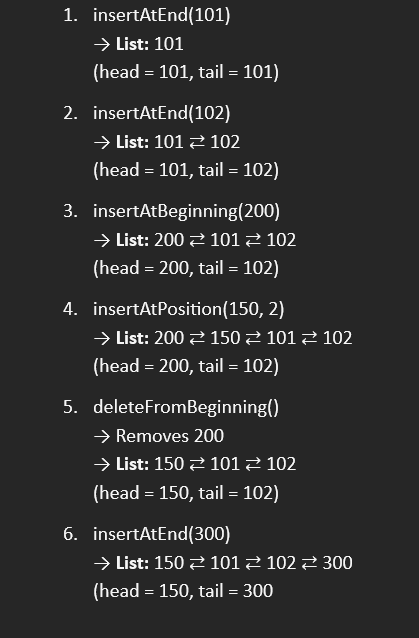 1. insertAtEnd(101)
→ List: 101
(head = 101, tail = 101)
2. insertAtEnd(102)
→ List: 101 ⇄ 102
(head = 101, tail = 102)
3. insertAtBeginning(200)
→ List: 200 ⇄ 101 ⇄ 102
(head = 200, tail = 102)
4. insertAtPosition(150, 2)
→ List: 200 ⇄ 150 ⇄ 101 ⇄ 102
(head = 200, tail = 102)
5. deleteFromBeginning()
→ Removes 200
→ List: 150 ⇄ 101 ⇄ 102
(head = 150, tail = 102)
6. insertAtEnd(300)
→ List: 150 ⇄ 101 ⇄ 102 ⇄ 300
(head = 150, tail = 300